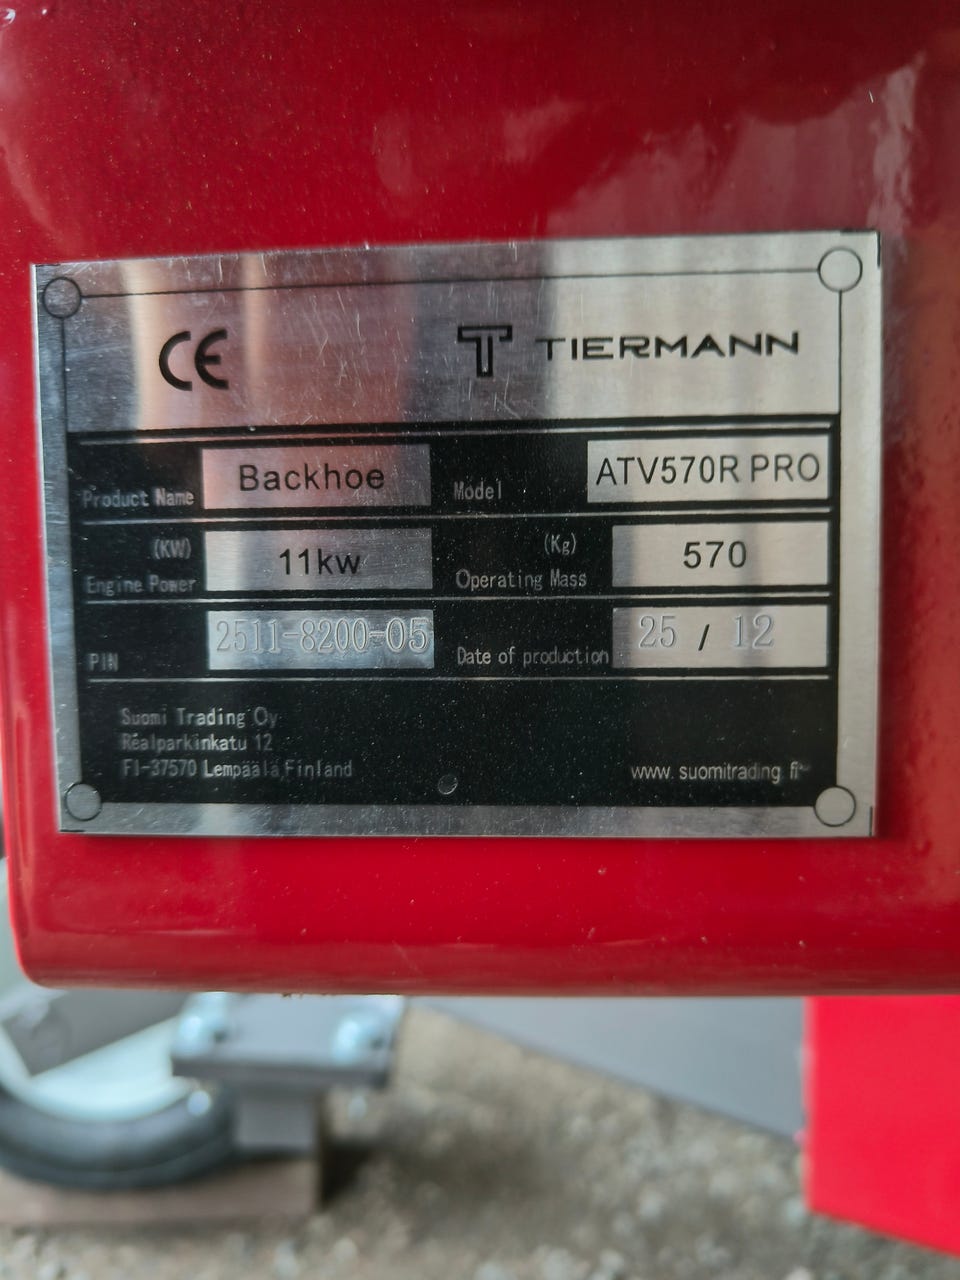 CE T TIERMANN
Product Name Backhoe Model ATV570R PRO
(KW) Engine Power 11kw (Kg) Operating Mass 570
PIN 2511-8200-05 Date of production 25 / 12
Suomi Trading Oy
Realparkinkatu 12
FI-37570 Lempäälä,Finland
www.suomitrading.fi